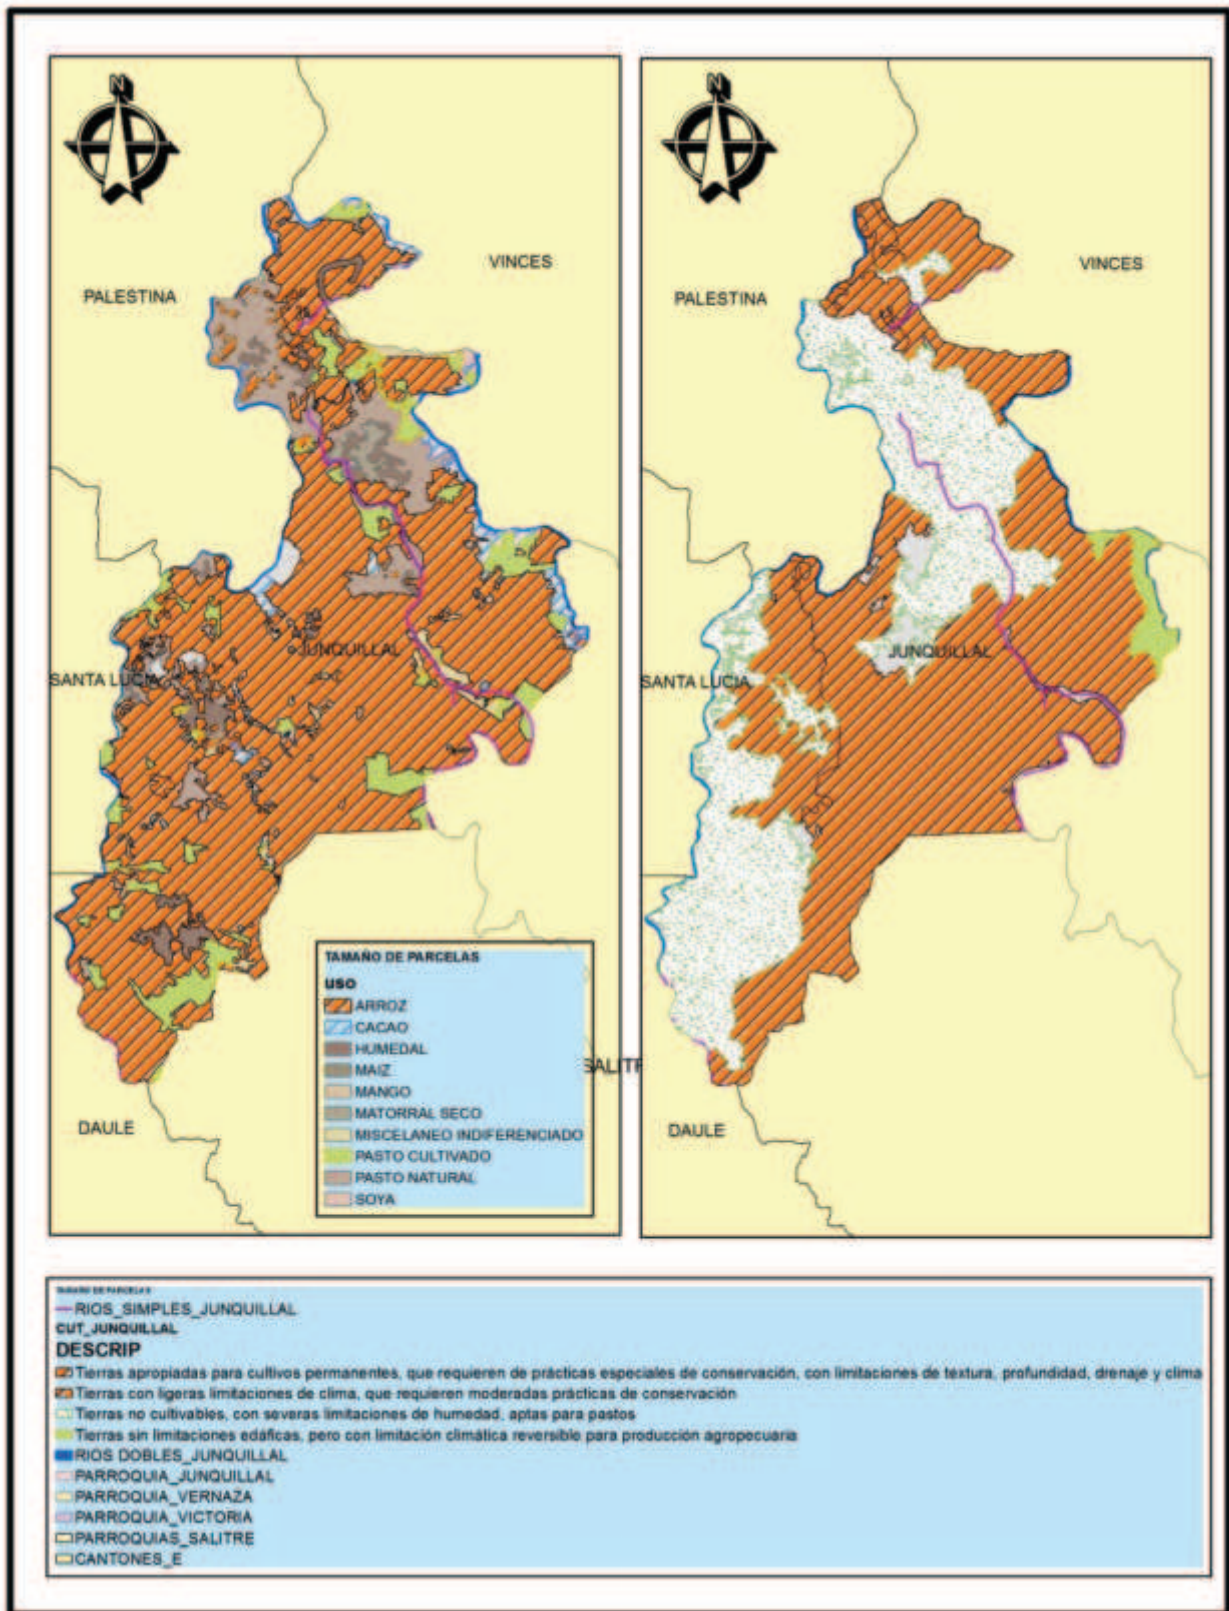 N
VINCES
PALESTINA
JUNQUILLAL
SANTA LUCIA
DAULE
TAMAÑO DE PARCELAS
USO
ARROZ
CACAO
HUMEDAL
MAIZ
MANGO
MATORRAL SECO
MISCELANEO INDIFERENCIADO
PASTO CULTIVADO
PASTO NATURAL
SOYA
SALITR
N
VINCES
PALESTINA
JUNQUILLAL
SANTA LUCIA
DAULE
TAMAÑO DE PARCELAS
RIOS_SIMPLES_JUNQUILLAL
CUT_JUNQUILLAL
DESCRIP
Tierras apropiadas para cultivos permanentes, que requieren de prácticas especiales de conservación, con limitaciones de textura, profundidad, drenaje y clima
Tierras con ligeras limitaciones de clima, que requieren moderadas prácticas de conservación
Tierras no cultivables, con severas limitaciones de humedad, aptas para pastos
Tierras sin limitaciones edáficas, pero con limitación climática reversible para producción agropecuaria
RIOS DOBLES_JUNQUILLAL
PARROQUIA_JUNQUILLAL
PARROQUIA_VERNAZA
PARROQUIA_VICTORIA
PARROQUIAS_SALITRE
CANTONES_E